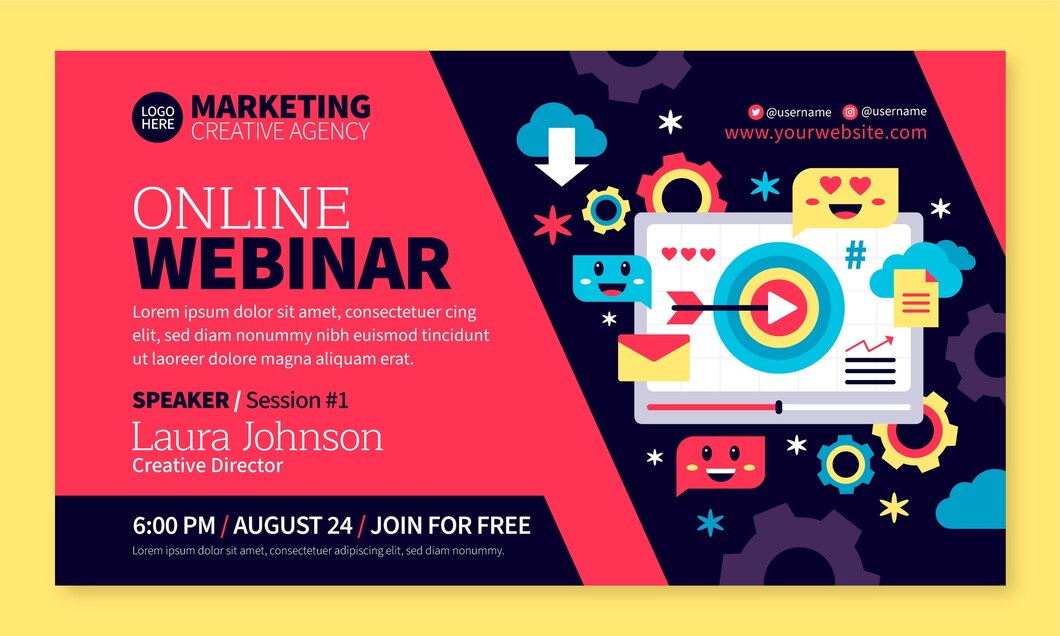 LOGO
HERE
MARKETING
CREATIVE AGENCY
@username @username
www.yourwebsite.com
ONLINE
WEBINAR
Lorem ipsum dolor sit amet, consectetuer cing
elit, sed diam nonummy nibh euismod tincidunt
ut laoreer dolore magna aliquam erat.
SPEAKER / Session #1
Laura Johnson
Creative Director
6:00 PM / AUGUST 24 / JOIN FOR FREE
Lorem ipsum dolor sit amet, consectetuer adipiscing elit, sed diam nonummy.
#